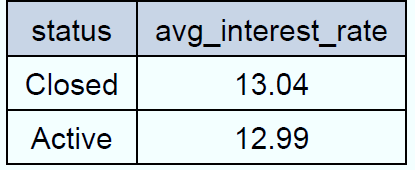 status avg_interest_rate
Closed 13.04
Active 12.99